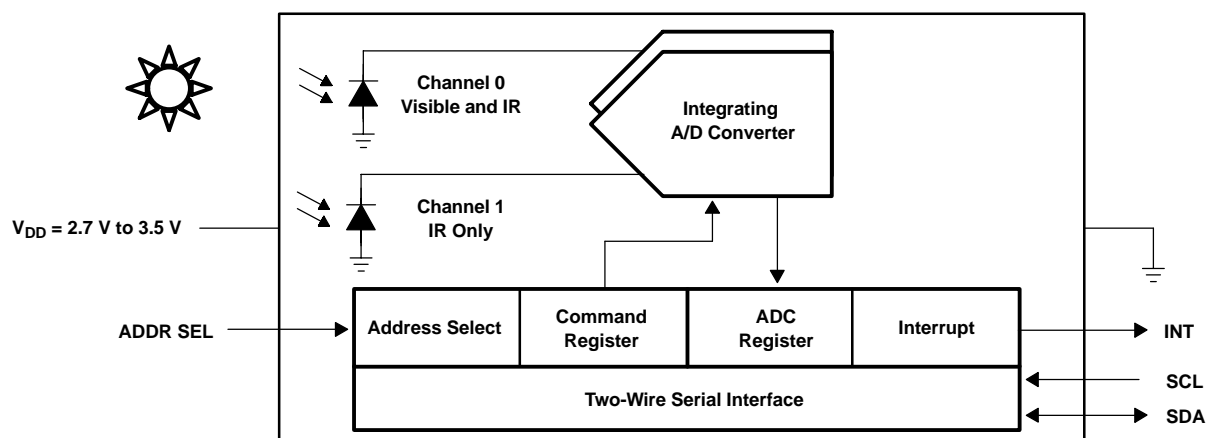 Channel 0
Visible and IR
Integrating
A/D Converter
Channel 1
IR Only
VDD = 2.7 V to 3.5 V
ADDR SEL
Address Select
Command
Register
ADC
Register
Interrupt
INT
Two-Wire Serial Interface
SCL
SDA